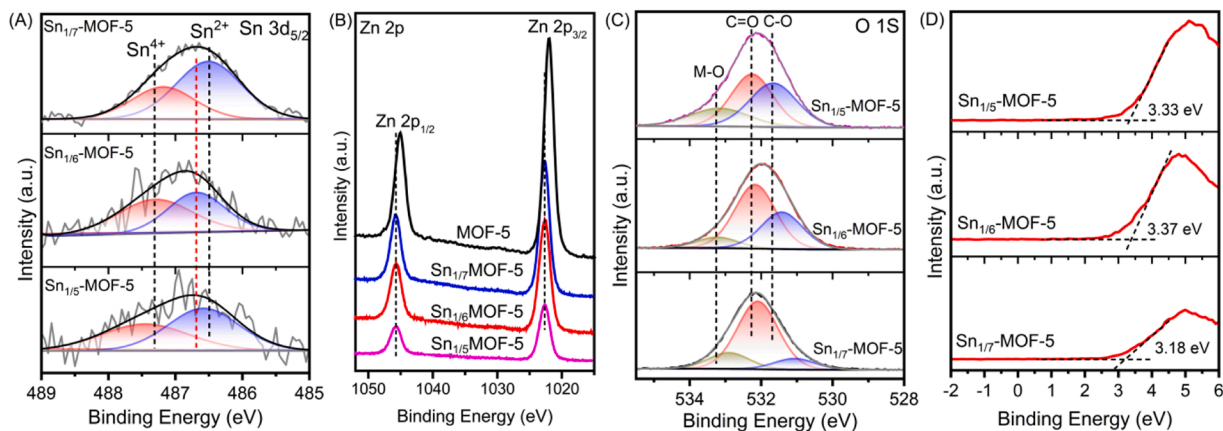 (A)
Sn1/7-MOF-5
Sn4+
Sn2+
Sn 3d5/2
Sn1/6-MOF-5
Sn1/5-MOF-5
Intensity (a.u.)
489 488 487 486 485
Binding Energy (eV)
(B)
Zn 2p
Zn 2p3/2
Zn 2p1/2
MOF-5
Sn1/7MOF-5
Sn1/6MOF-5
Sn1/5MOF-5
Intensity (a.u.)
1050 1040 1030 1020
Binding Energy (eV)
(C)
C=O C-O
O 1S
M-O
Sn1/5-MOF-5
Sn1/6-MOF-5
Sn1/7-MOF-5
Intensity (a.u.)
534 532 530 528
Binding Energy (eV)
(D)
Sn1/5-MOF-5
3.33 eV
Sn1/6-MOF-5
3.37 eV
Sn1/7-MOF-5
3.18 eV
Intensity (a.u.)
-2 -1 0 1 2 3 4 5 6
Binding Energy (eV)